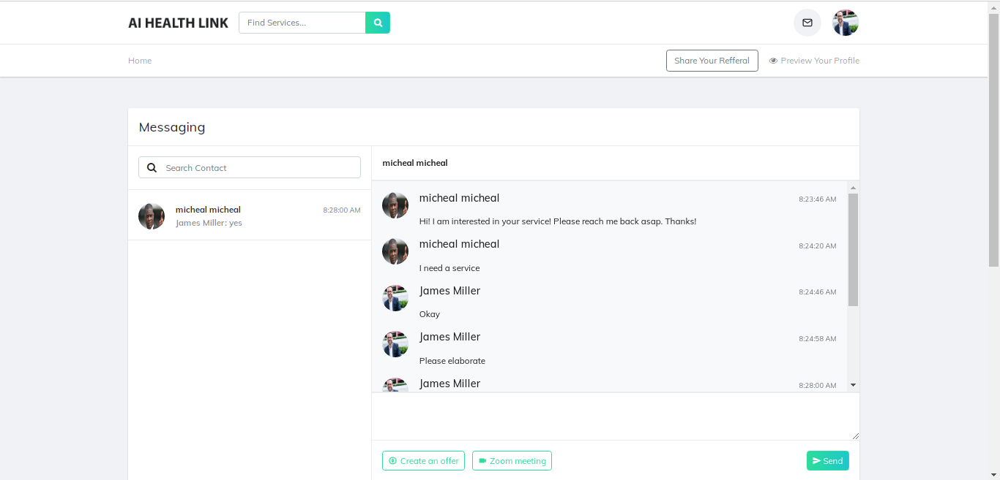 AI HEALTH LINK
Find Services...
Home
Share Your Refferal
Preview Your Profile
Messaging
Search Contact
micheal micheal
8:28:00 AM
James Miller: yes
micheal micheal
micheal micheal
8:23:46 AM
Hi! I am interested in your service! Please reach me back asap. Thanks!
micheal micheal
8:24:20 AM
I need a service
James Miller
8:24:46 AM
Okay
James Miller
8:24:58 AM
Please elaborate
James Miller
8:28:00 AM
Create an offer
Zoom meeting
Send